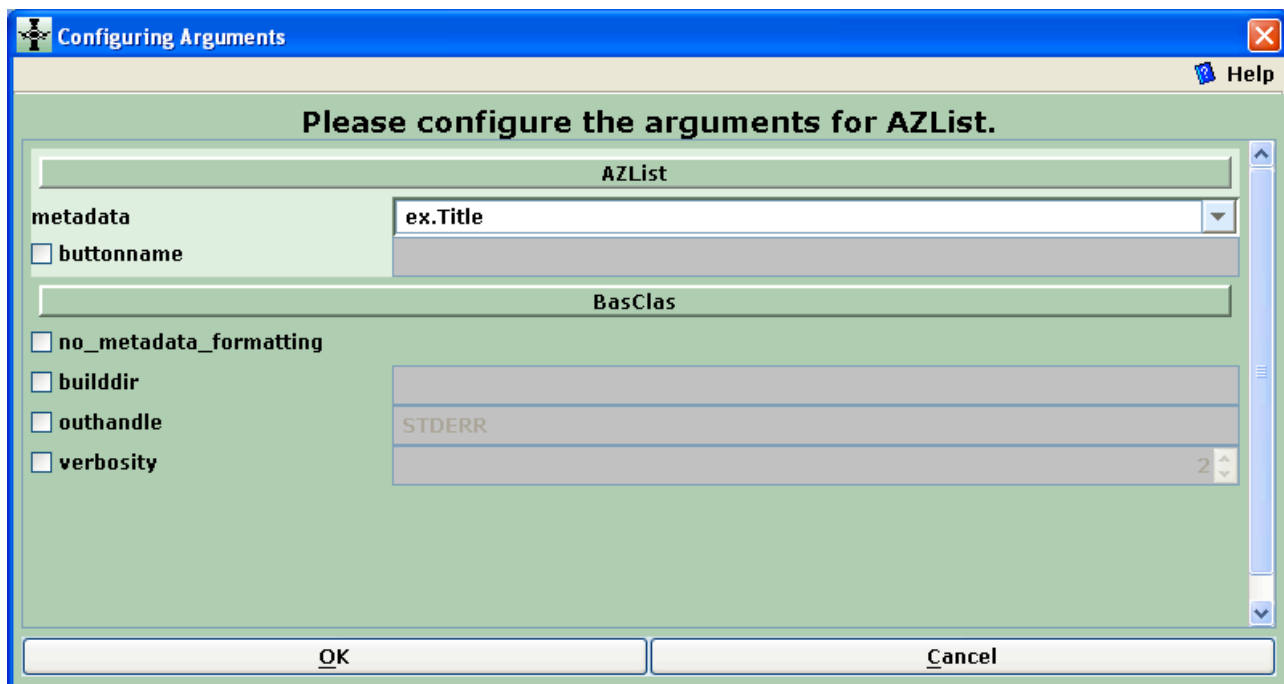 Configuring Arguments
Help
Please configure the arguments for AZList.
AZList
metadata ex.Title
buttonname
BasClas
no_metadata_formatting
builddir
outhandle STDERR
verbosity 2
OK Cancel